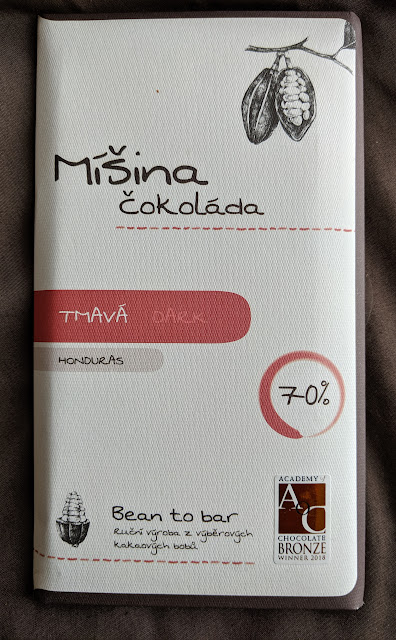 Míšina
čokoláda
TMAVÁ DARK
HONDURAS
70%
Bean to bar
Ruční výroba z výběrových
kakaových bobů
ACADEMY of
A C
CHOCOLATE
BRONZE
WINNER 2018